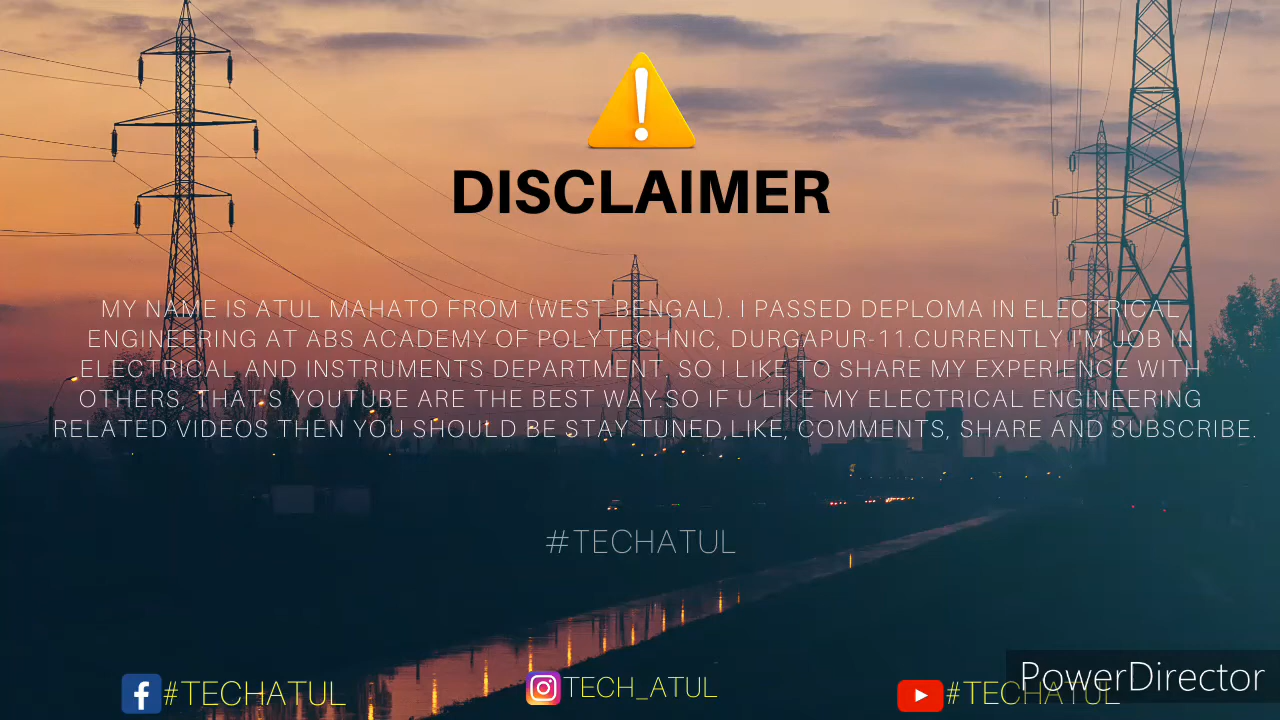 DISCLAIMER
MY NAME IS ATUL MAHATO FROM (WEST BENGAL). I PASSED DEPLOMA IN ELECTRICAL
ENGINEERING AT ABS ACADEMY OF POLYTECHNIC, DURGAPUR-11.CURRENTLY I'M JOB IN
ELECTRICAL AND INSTRUMENTS DEPARTMENT. SO I LIKE TO SHARE MY EXPERIENCE WITH
OTHERS. THAT'S YOUTUBE ARE THE BEST WAY.SO IF U LIKE MY ELECTRICAL ENGINEERING
RELATED VIDEOS THEN YOU SHOULD BE STAY TUNED,LIKE, COMMENTS, SHARE AND SUBSCRIBE.
#TECHATUL
#TECHATUL
TECH_ATUL
#TECHATUL
PowerDirector